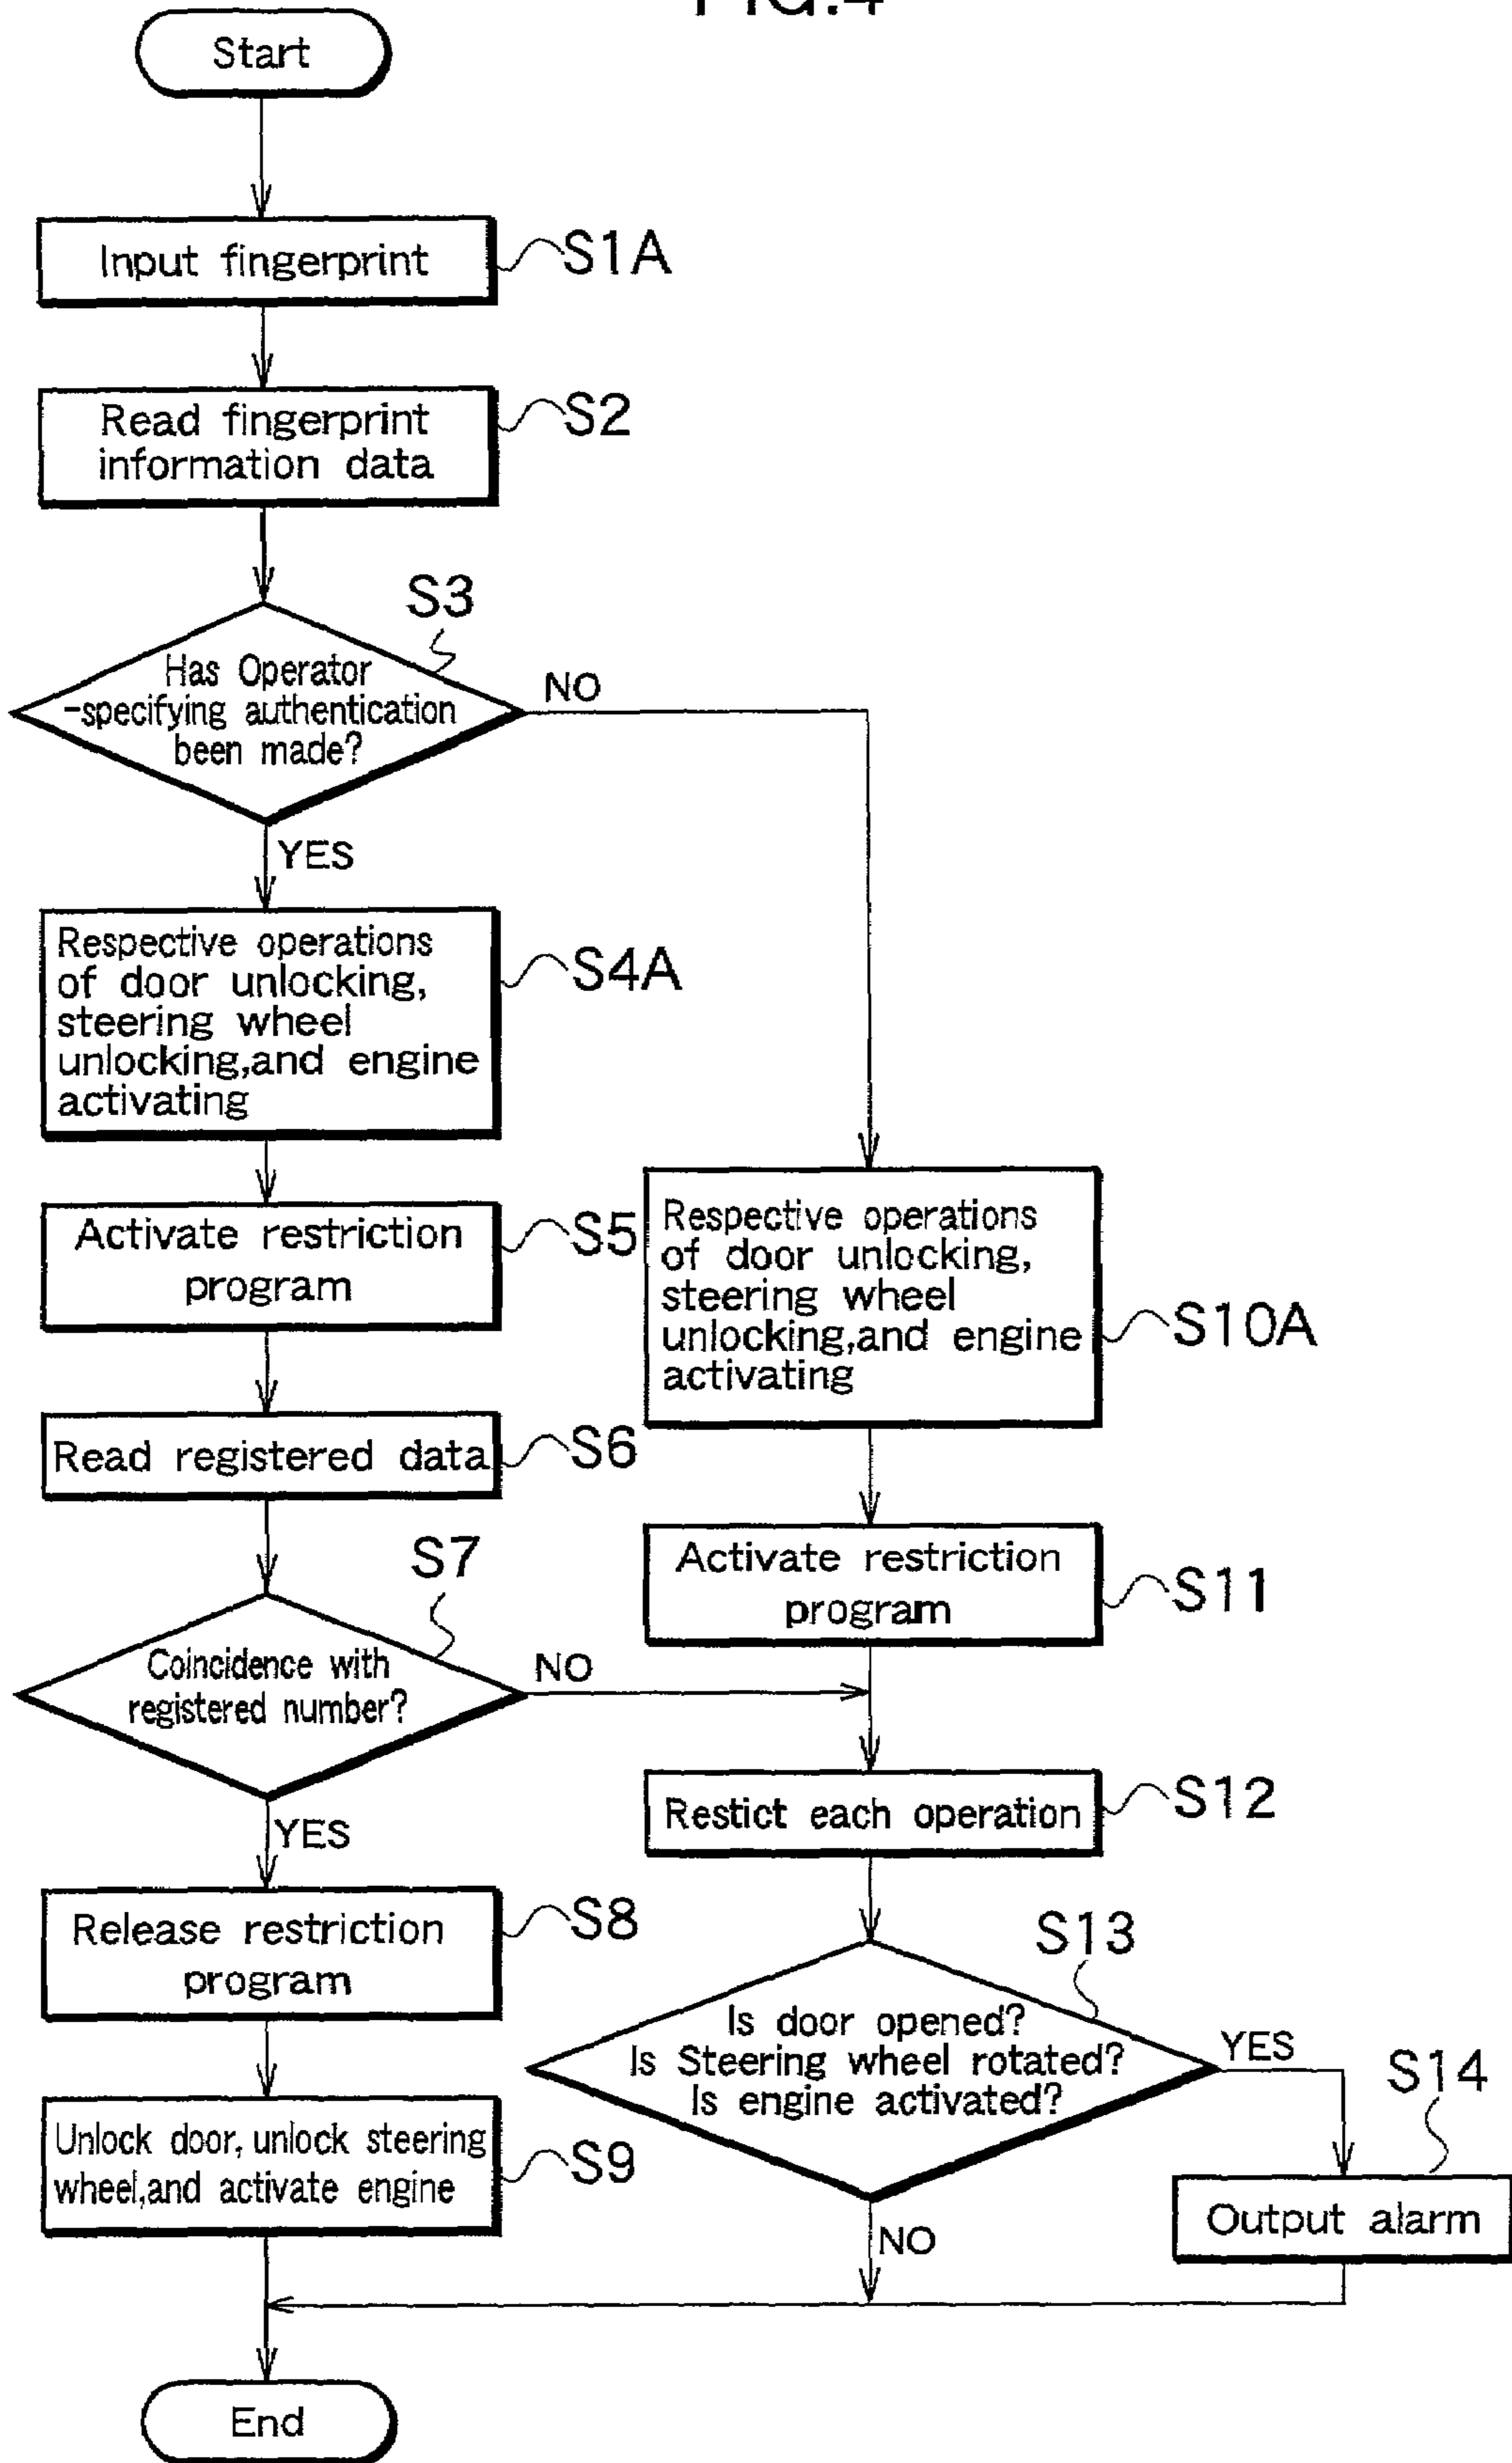 FIG.4
Start
Input fingerprint
S1A
Read fingerprint
information data
S2
S3
Has Operator
-specifying authentication
been made?
NO
YES
Respective operations
of door unlocking,
steering wheel
unlocking,and engine
activating
S4A
Activate restriction
program
S5
Read registered data
S6
S7
Coincidence with
registered number?
NO
YES
Release restriction
program
S8
Unlock door, unlock steering
wheel,and activate engine
S9
Respective operations
of door unlocking,
steering wheel
unlocking,and engine
activating
S10A
Activate restriction
program
S11
Restict each operation
S12
S13
Is door opened?
Is Steering wheel rotated?
Is engine activated?
YES
NO
S14
Output alarm
End